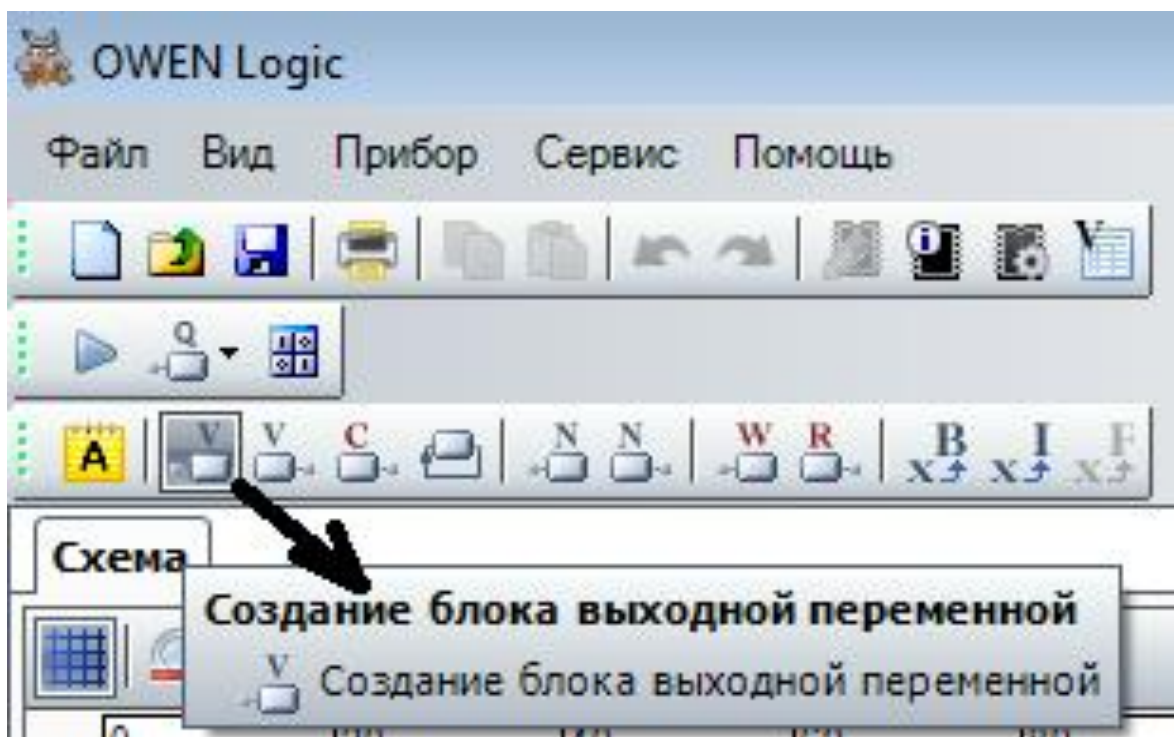 OWEN Logic
Файл Вид Прибор Сервис Помощь
V
Q
A V V C N N W R B I F
X X X
Схема
Создание блока выходной переменной
V
Создание блока выходной переменной